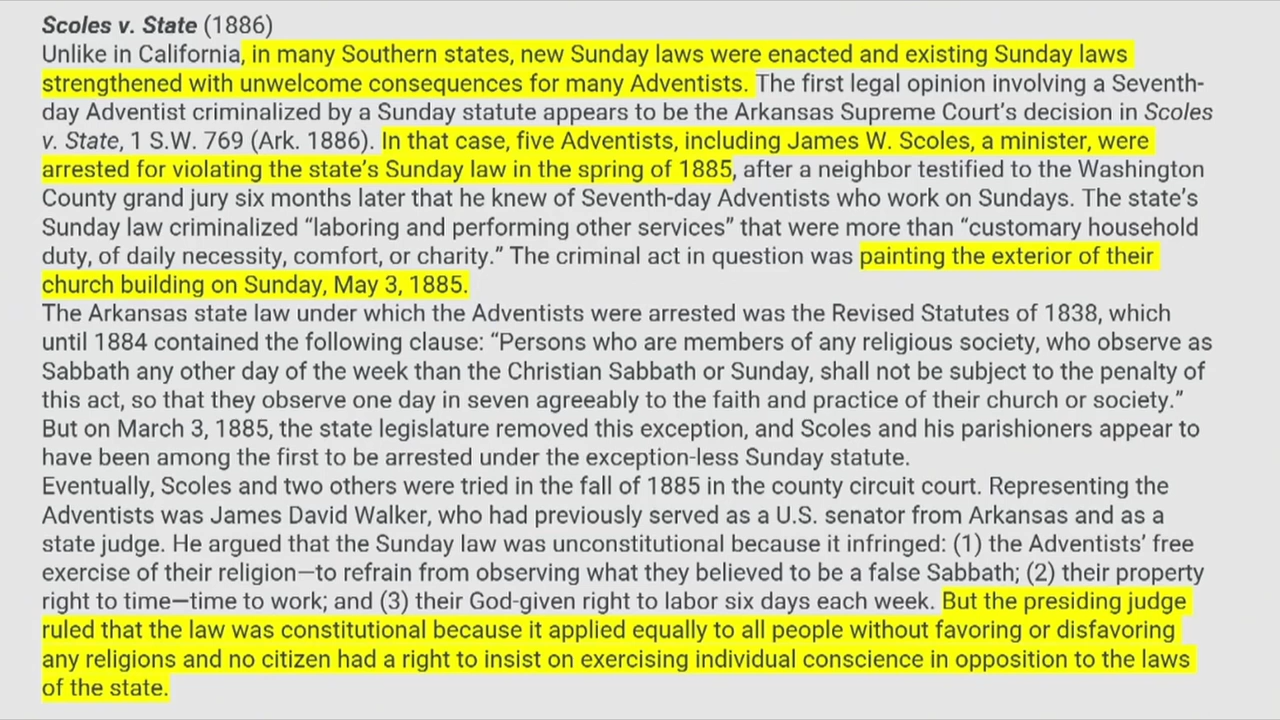 Scoles v. State (1886)
Unlike in California, in many Southern states, new Sunday laws were enacted and existing Sunday laws
strengthened with unwelcome consequences for many Adventists. The first legal opinion involving a Seventh-
day Adventist criminalized by a Sunday statute appears to be the Arkansas Supreme Court’s decision in Scoles
v. State, 1 S.W. 769 (Ark. 1886). In that case, five Adventists, including James W. Scoles, a minister, were
arrested for violating the state’s Sunday law in the spring of 1885, after a neighbor testified to the Washington
County grand jury six months later that he knew of Seventh-day Adventists who work on Sundays. The state’s
Sunday law criminalized “laboring and performing other services” that were more than “customary household
duty, of daily necessity, comfort, or charity.” The criminal act in question was painting the exterior of their
church building on Sunday, May 3, 1885.
The Arkansas state law under which the Adventists were arrested was the Revised Statutes of 1838, which
until 1884 contained the following clause: “Persons who are members of any religious society, who observe as
Sabbath any other day of the week than the Christian Sabbath or Sunday, shall not be subject to the penalty of
this act, so that they observe one day in seven agreeably to the faith and practice of their church or society.”
But on March 3, 1885, the state legislature removed this exception, and Scoles and his parishioners appear to
have been among the first to be arrested under the exception-less Sunday statute.
Eventually, Scoles and two others were tried in the fall of 1885 in the county circuit court. Representing the
Adventists was James David Walker, who had previously served as a U.S. senator from Arkansas and as a
state judge. He argued that the Sunday law was unconstitutional because it infringed: (1) the Adventists’ free
exercise of their religion—to refrain from observing what they believed to be a false Sabbath; (2) their property
right to time—time to work; and (3) their God-given right to labor six days each week. But the presiding judge
ruled that the law was constitutional because it applied equally to all people without favoring or disfavoring
any religions and no citizen had a right to insist on exercising individual conscience in opposition to the laws
of the state.